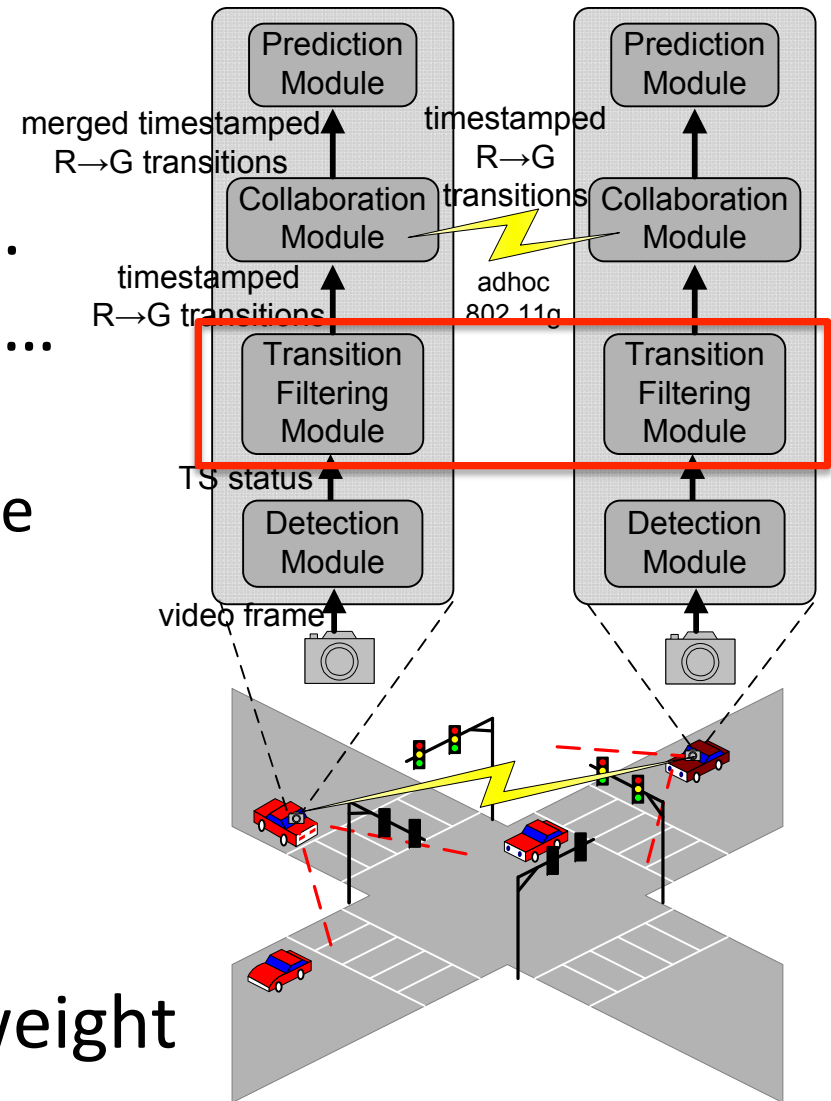 Prediction
Module
Prediction
Module
merged timestamped
R→G transitions
timestamped
R→G
transitions
Collaboration
Module
Collaboration
Module
.
timestamped
R→G transitions
adhoc
802.11g
...
Transition
Filtering
Module
Transition
Filtering
Module
TS status
e
Detection
Module
Detection
Module
video frame
weight